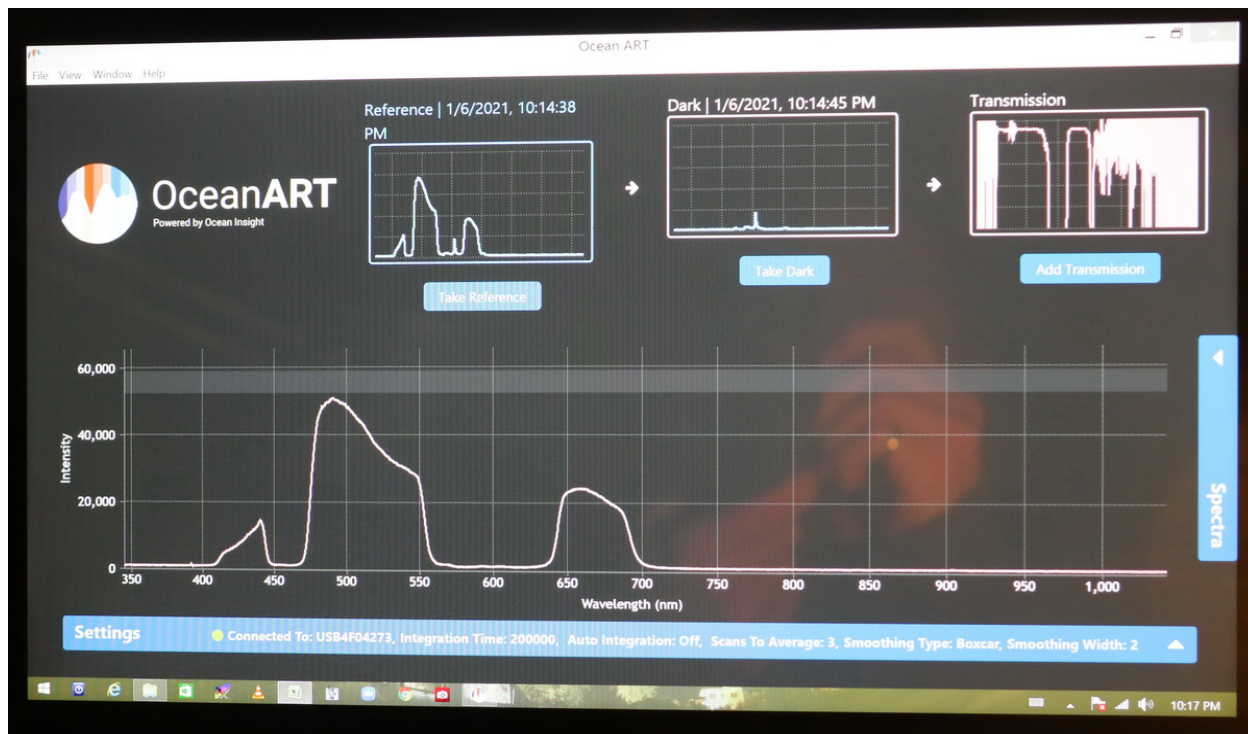 Ocean ART
File View Window Help
Reference | 1/6/2021, 10:14:38
PM
Dark | 1/6/2021, 10:14:45 PM
Transmission
OceanART
Powered by Ocean Insight
Take Reference
Take Dark
Add Transmission
60,000
40,000
20,000
0
Intensity
350 400 450 500 550 600 650 700 750 800 850 900 950 1,000
Wavelength (nm)
Spectra
Settings
Connected To: USB4F04273, Integration Time: 200000, Auto Integration: Off, Scans To Average: 3, Smoothing Type: Boxcar, Smoothing Width: 2
10:17 PM